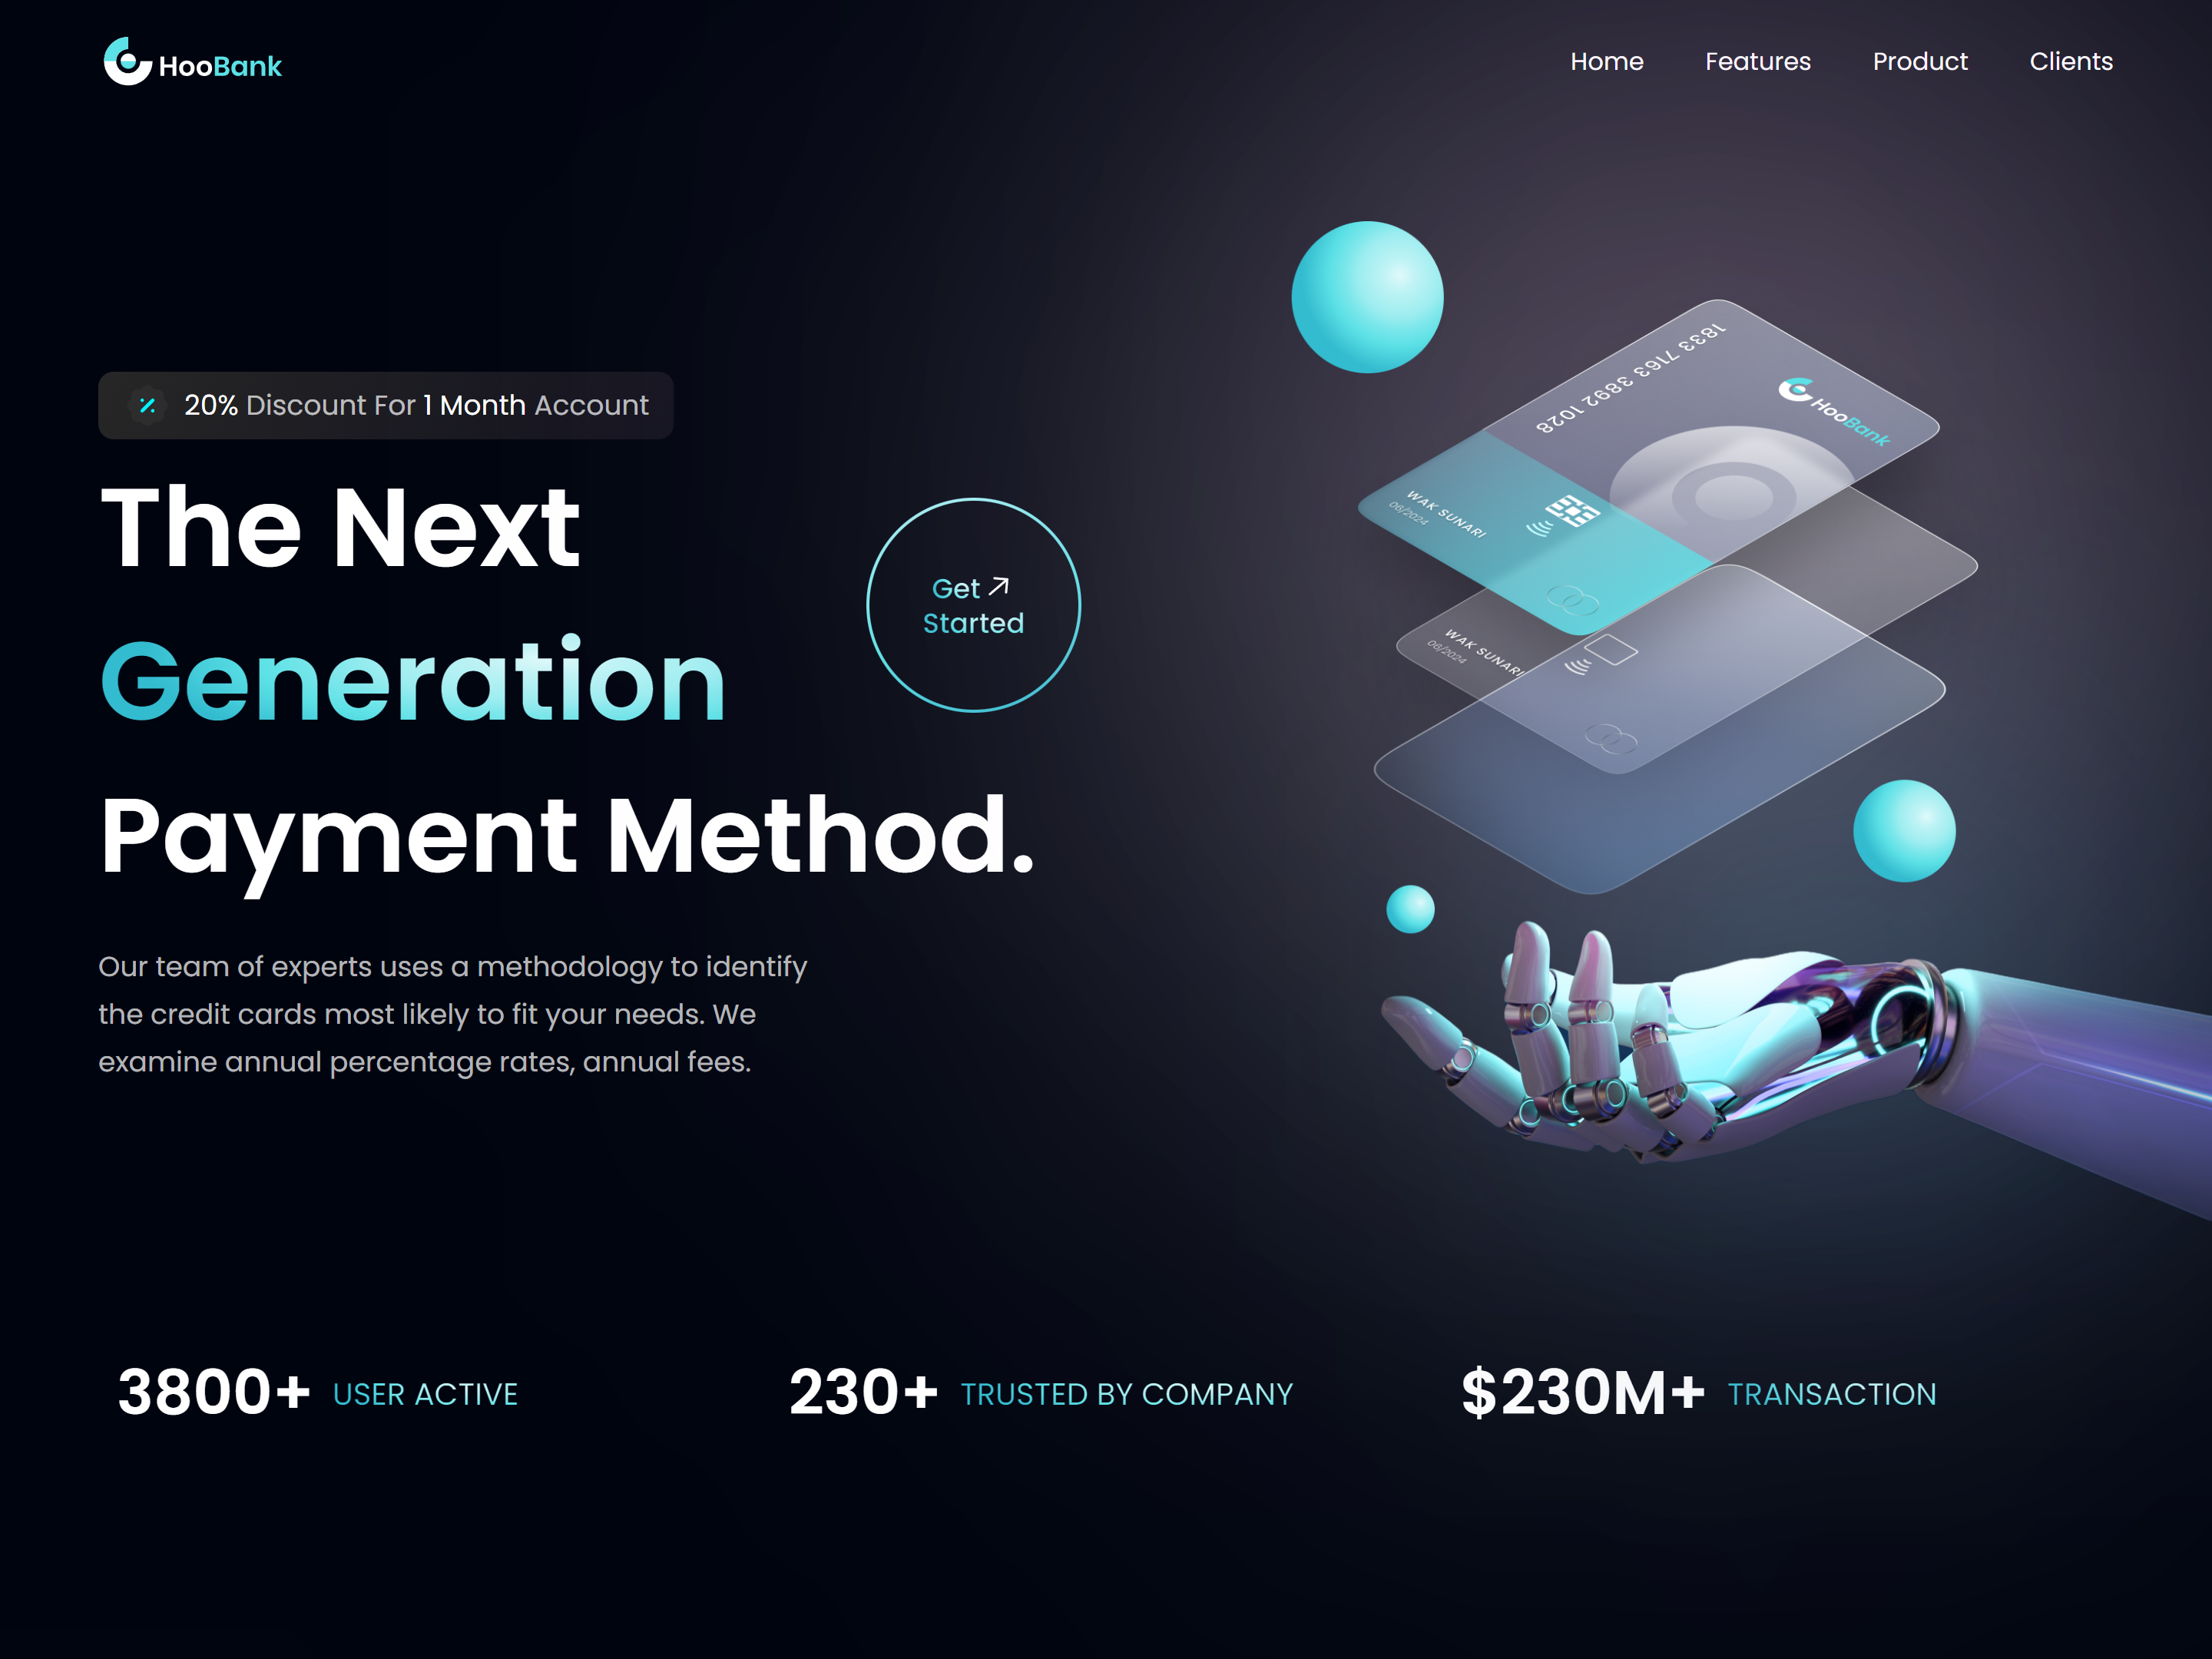 HooBank
Home
Features
Product
Clients
20% Discount For 1 Month Account
The Next
Generation
Payment Method.
Get
Started
Our team of experts uses a methodology to identify
the credit cards most likely to fit your needs. We
examine annual percentage rates, annual fees.
1833 7163 3892 1028
HooBank
WAK SUNARI
08/2024
WAK SUNARI
08/2024
3800+ USER ACTIVE
230+ TRUSTED BY COMPANY
$230M+ TRANSACTION